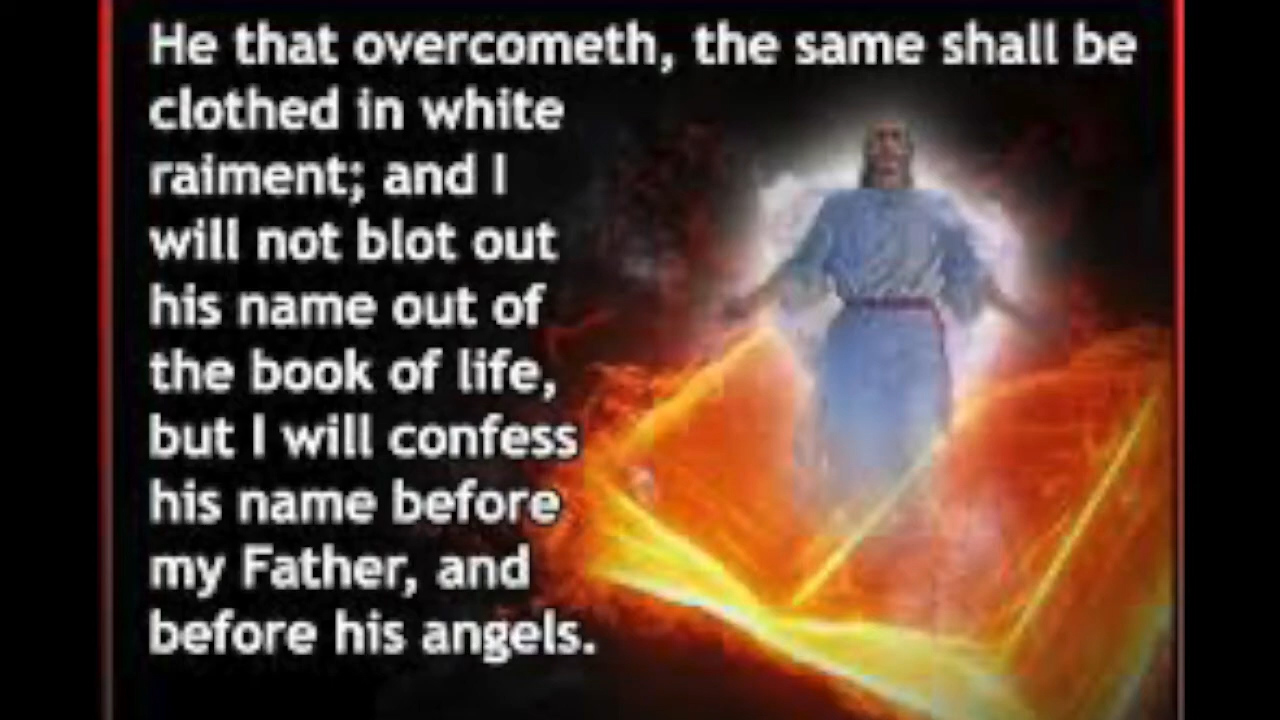 He that overcometh, the same shall be
clothed in white
raiment; and I
will not blot out
his name out of
the book of life,
but I will confess
his name before
my Father, and
before his angels.